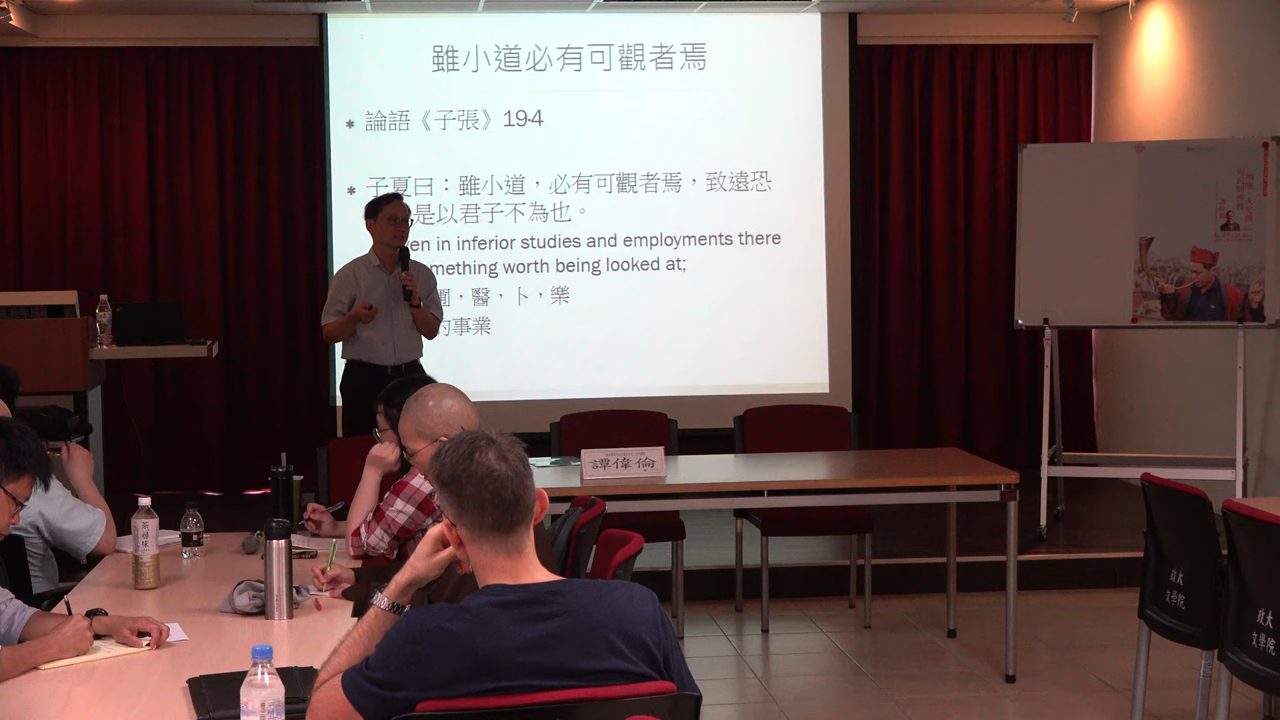 1
雖小道必有可觀者焉
* 論語《子張》19.4
* 子夏曰：雖小道，必有可觀者焉，致遠恐
是以君子不為也。
en in inferior studies and employments there
mething worth being looked at;
圃，醫，卜，樂
的事業
譚偉倫
政大
文學院
政大
文學院